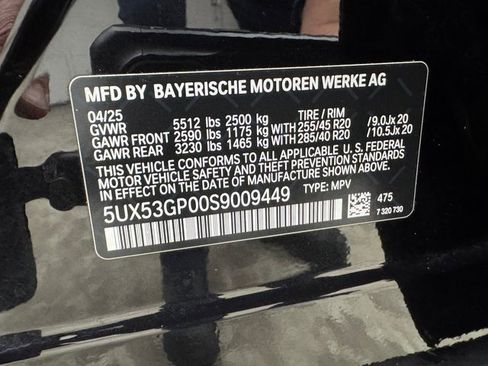 MFD BY BAYERISCHE MOTOREN WERKE AG
04/25
GVWR 5512 lbs 2500 kg TIRE / RIM
GAWR FRONT 2590 lbs 1175 kg WITH 255/45 R20 /9.0Jx 20
GAWR REAR 3230 lbs 1465 kg WITH 285/40 R20 /10.5Jx 20
THIS VEHICLE CONFORMS TO ALL APPLICABLE U. S. FEDERAL
MOTOR VEHICLE SAFETY AND THEFT PREVENTION STANDARDS
IN EFFECT ON THE DATE OF MANUFACTURE SHOWN ABOVE.
5UX53GP00S9009449 TYPE: MPV
475
7 320 730